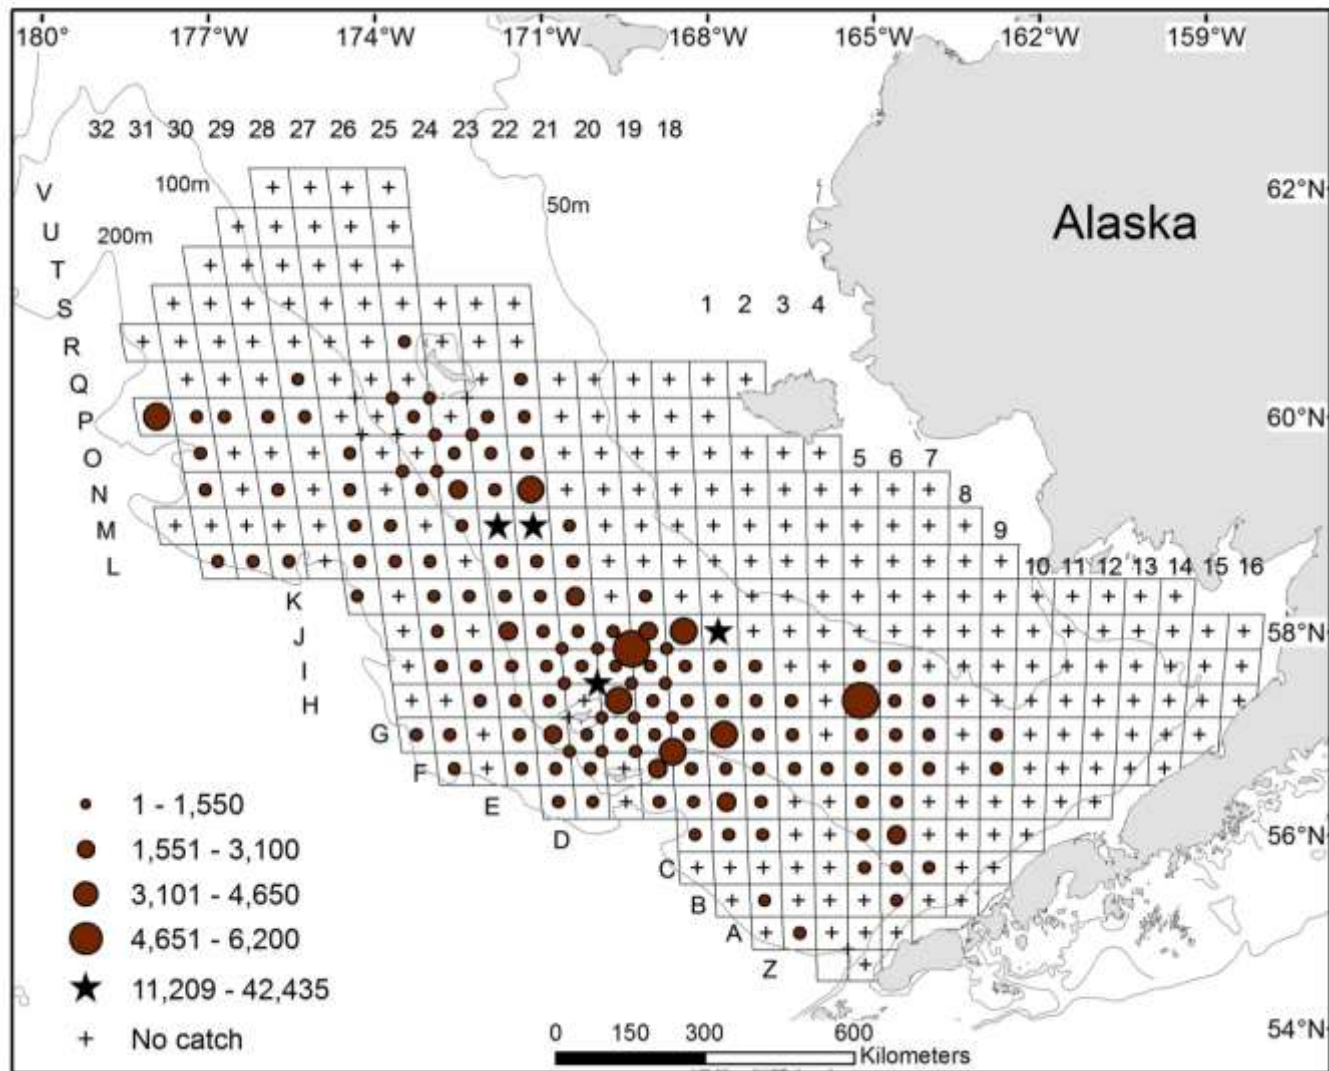 180° 177°W 174°W 171°W 168°W 165°W 162°W 159°W
32 31 30 29 28 27 26 25 24 23 22 21 20 19 18
V
100m
62°N
50m
Alaska
U
200m
T
S
1 2 3 4
R
Q
P
60°N
O
5 6 7
N
8
M
9
L
10 11 12 13 14 15 16
K
J
58°N
I
H
G
F
E
1 - 1,550
D
56°N
1,551 - 3,100
C
3,101 - 4,650
B
4,651 - 6,200
A
Z
11,209 - 42,435
No catch
0 150 300 600
54°N
Kilometers